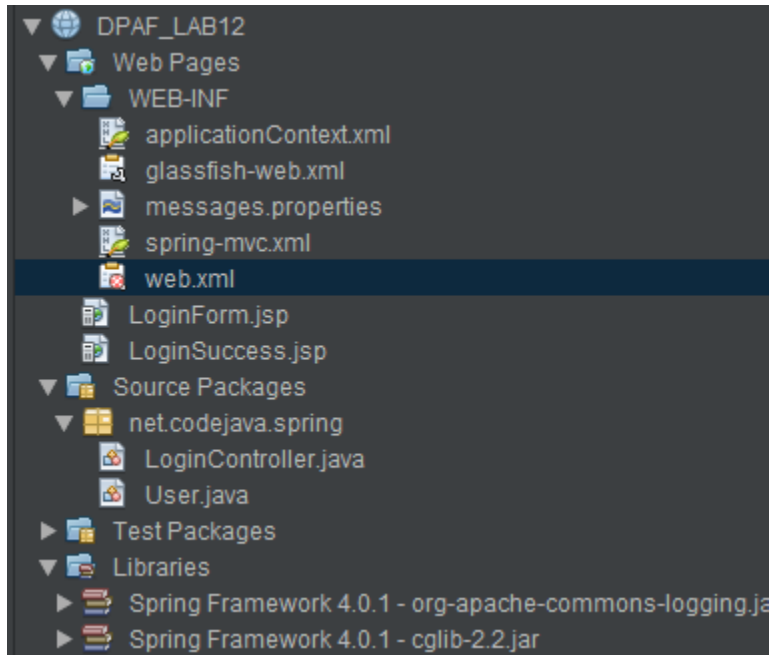 DPAF_LAB12
Web Pages
WEB-INF
applicationContext.xml
glassfish-web.xml
messages.properties
spring-mvc.xml
web.xml
LoginForm.jsp
LoginSuccess.jsp
Source Packages
net.codejava.spring
LoginController.java
User.java
Test Packages
Libraries
Spring Framework 4.0.1 - org-apache-commons-logging.ja
Spring Framework 4.0.1 - cglib-2.2.jar